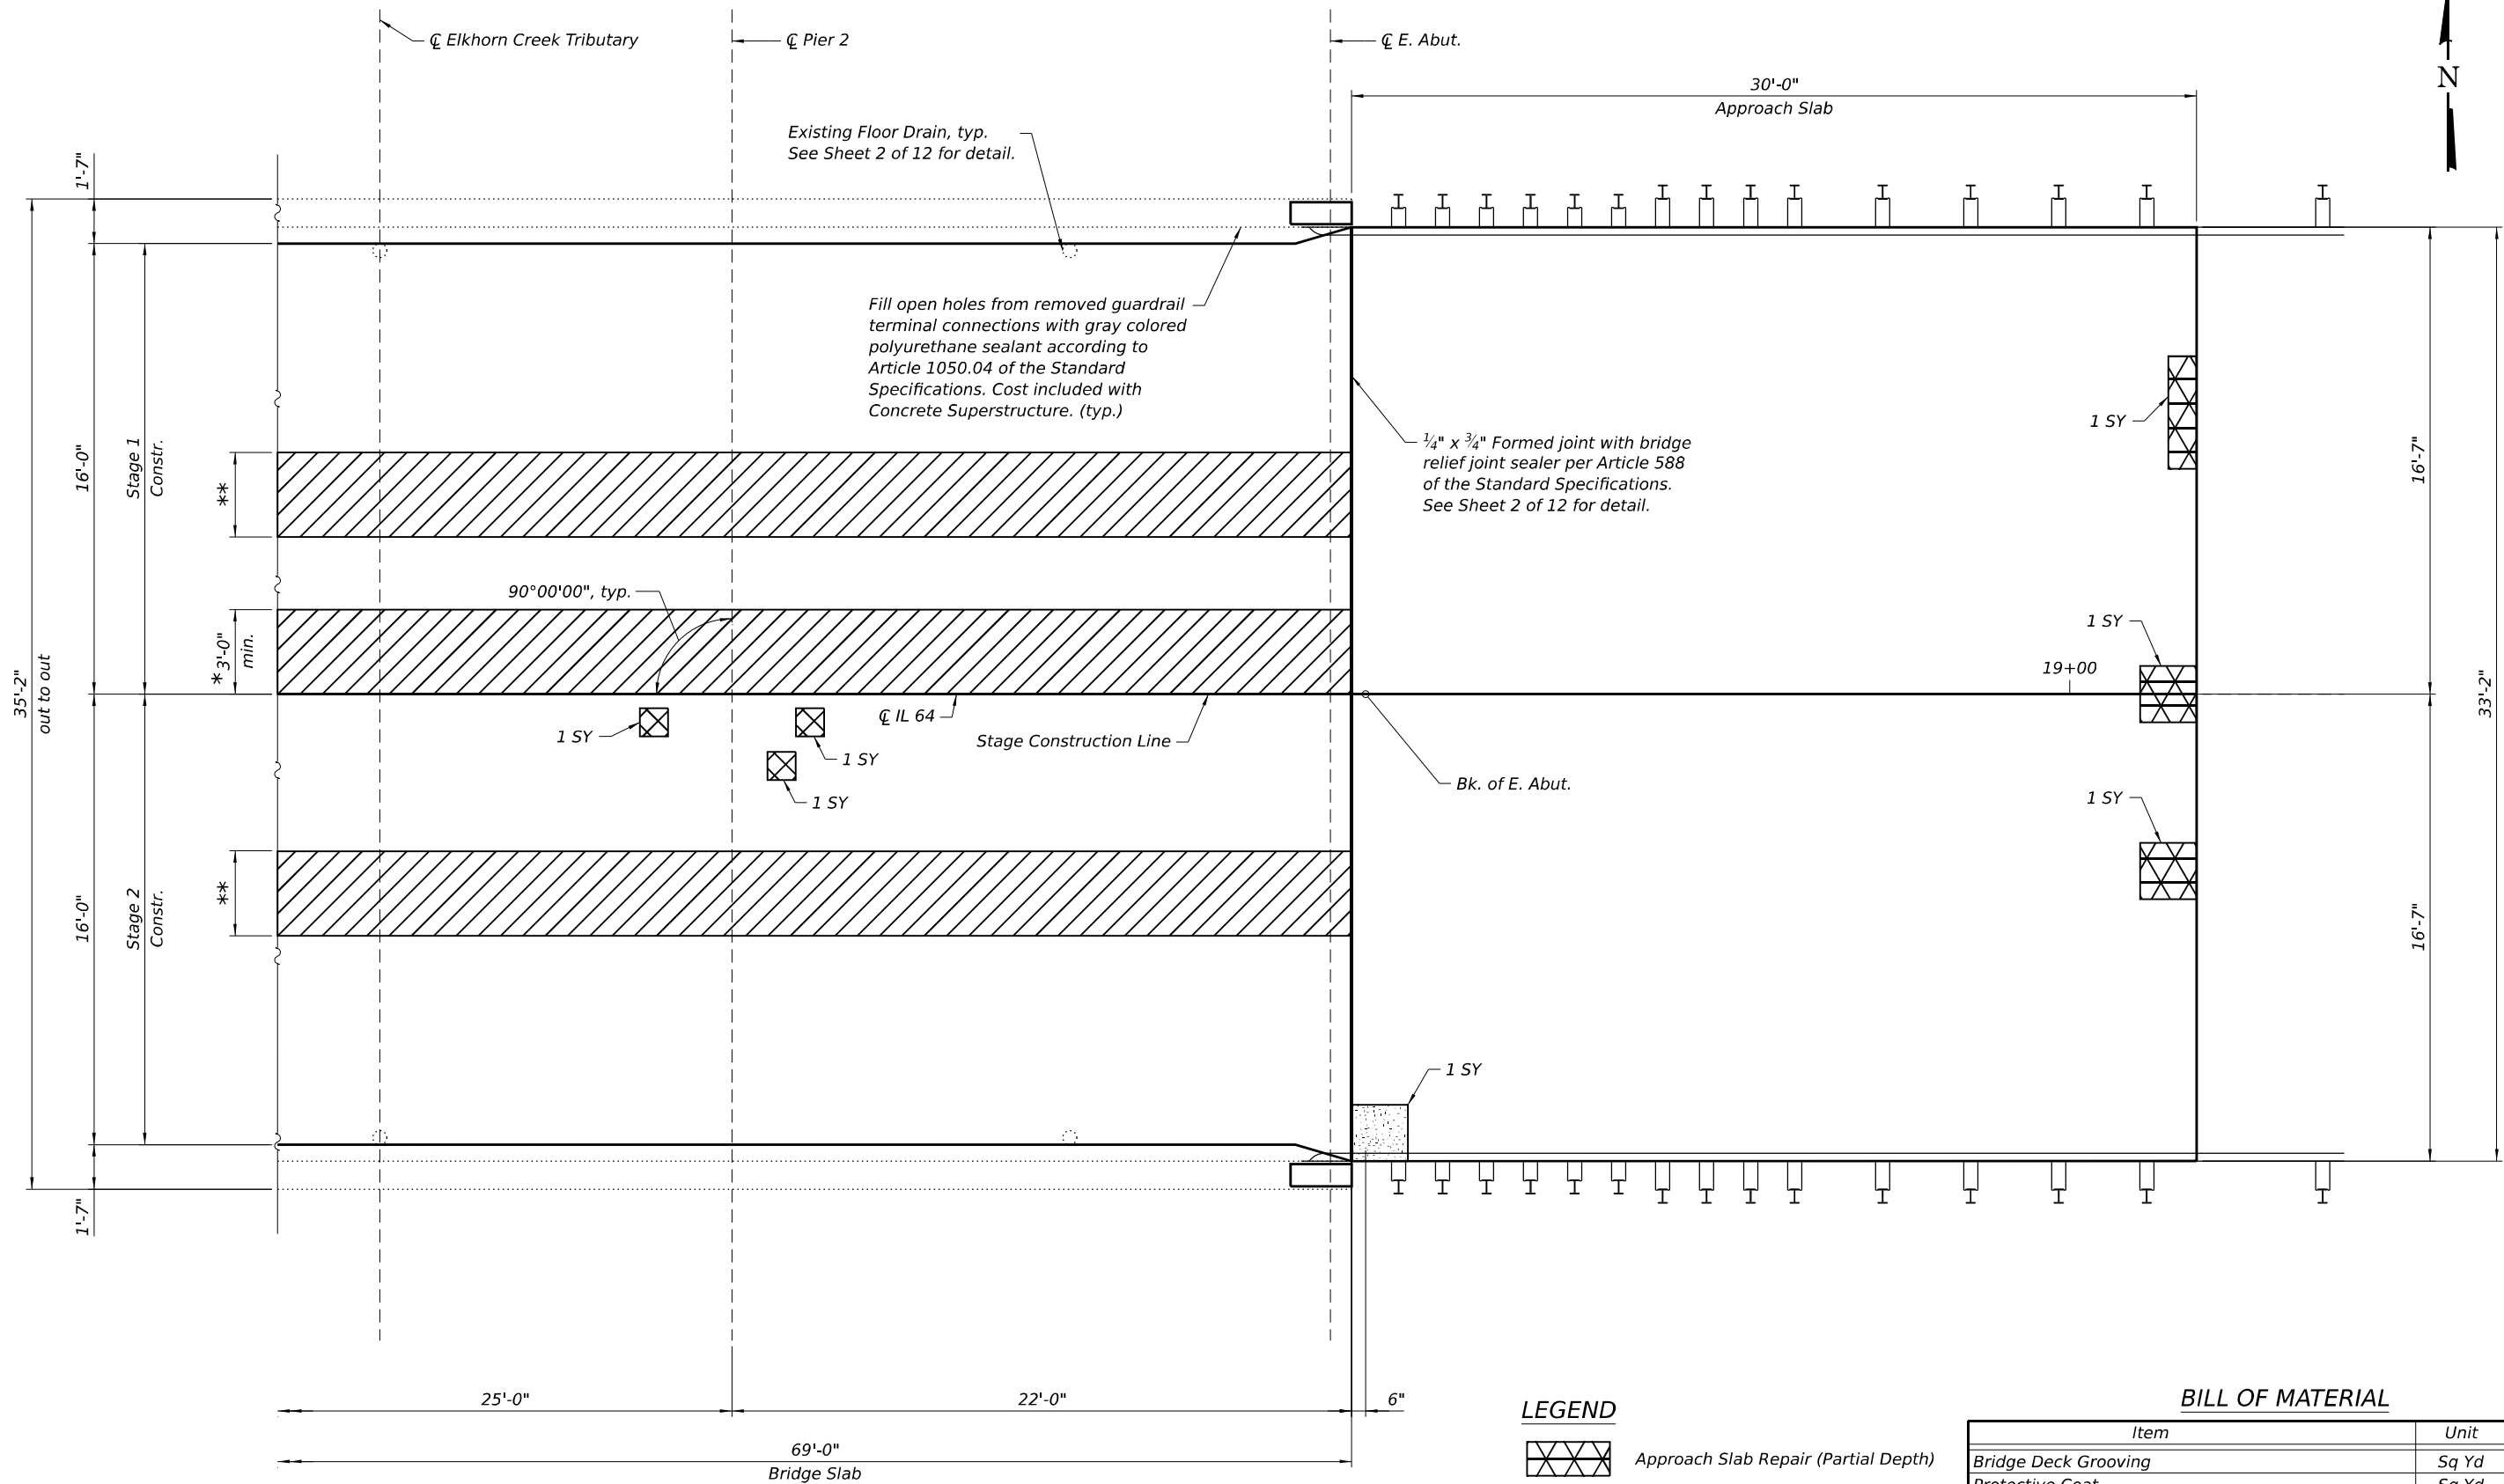 ℄ Elkhorn Creek Tributary
℄ Pier 2
℄ E. Abut.
N
30'-0"
Approach Slab
Existing Floor Drain, typ.
See Sheet 2 of 12 for detail.
1'-7"
Fill open holes from removed guardrail
terminal connections with gray colored
polyurethane sealant according to
Article 1050.04 of the Standard
Specifications. Cost included with
Concrete Superstructure. (typ.)
1 SY
16'-0"
Stage 1
Constr.
**
16'-7"
¼" x ¾" Formed joint with bridge
relief joint sealer per Article 588
of the Standard Specifications.
See Sheet 2 of 12 for detail.
90°00'00", typ.
*3'-0"
min.
1 SY
19+00
35'-2"
out to out
33'-2"
℄ IL 64
1 SY
Stage Construction Line
1 SY
1 SY
Bk. of E. Abut.
1 SY
16'-0"
Stage 2
Constr.
**
16'-7"
1 SY
1'-7"
25'-0"
22'-0"
6"
69'-0"
Bridge Slab
LEGEND
Approach Slab Repair (Partial Depth)
BILL OF MATERIAL
Item Unit
Bridge Deck Grooving Sq Yd
Protective Coat Sq Yd